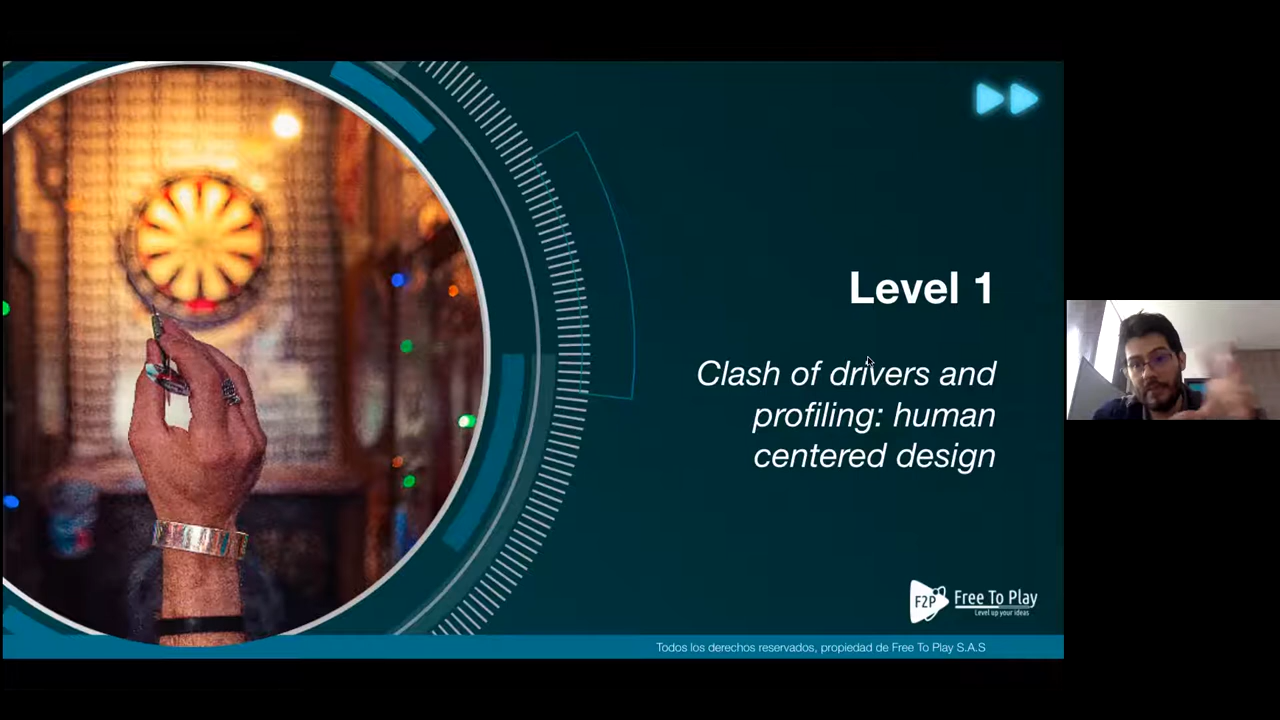 Level 1
Clash of drivers and
profiling: human
centered design
F2P
Free To Play
Level up your ideas
Todos los derechos reservados, propiedad de Free To Play S.A.S